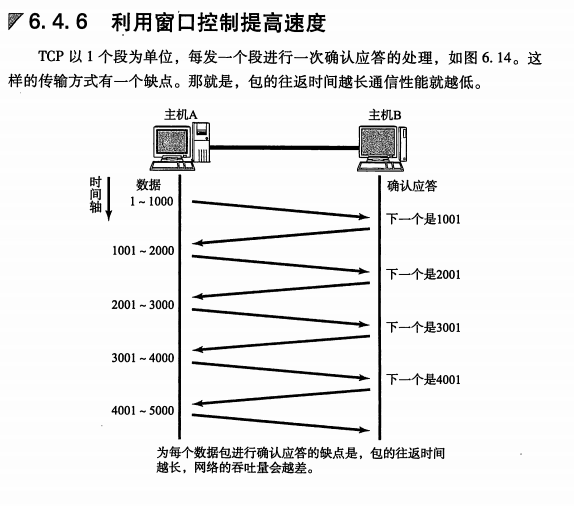 6.4.6 利用窗口控制提高速度
TCP 以 1 个段为单位，每发一个段进行一次确认应答的处理，如图 6.14。这
样的传输方式有一个缺点。那就是，包的往返时间越长通信性能就越低。
主机A
主机B
时间轴
数据
确认应答
1～1000
下一个是1001
1001～2000
下一个是2001
2001～3000
下一个是3001
3001～4000
下一个是4001
4001～5000
为每个数据包进行确认应答的缺点是，包的往返时间
越长，网络的吞吐量会越差。